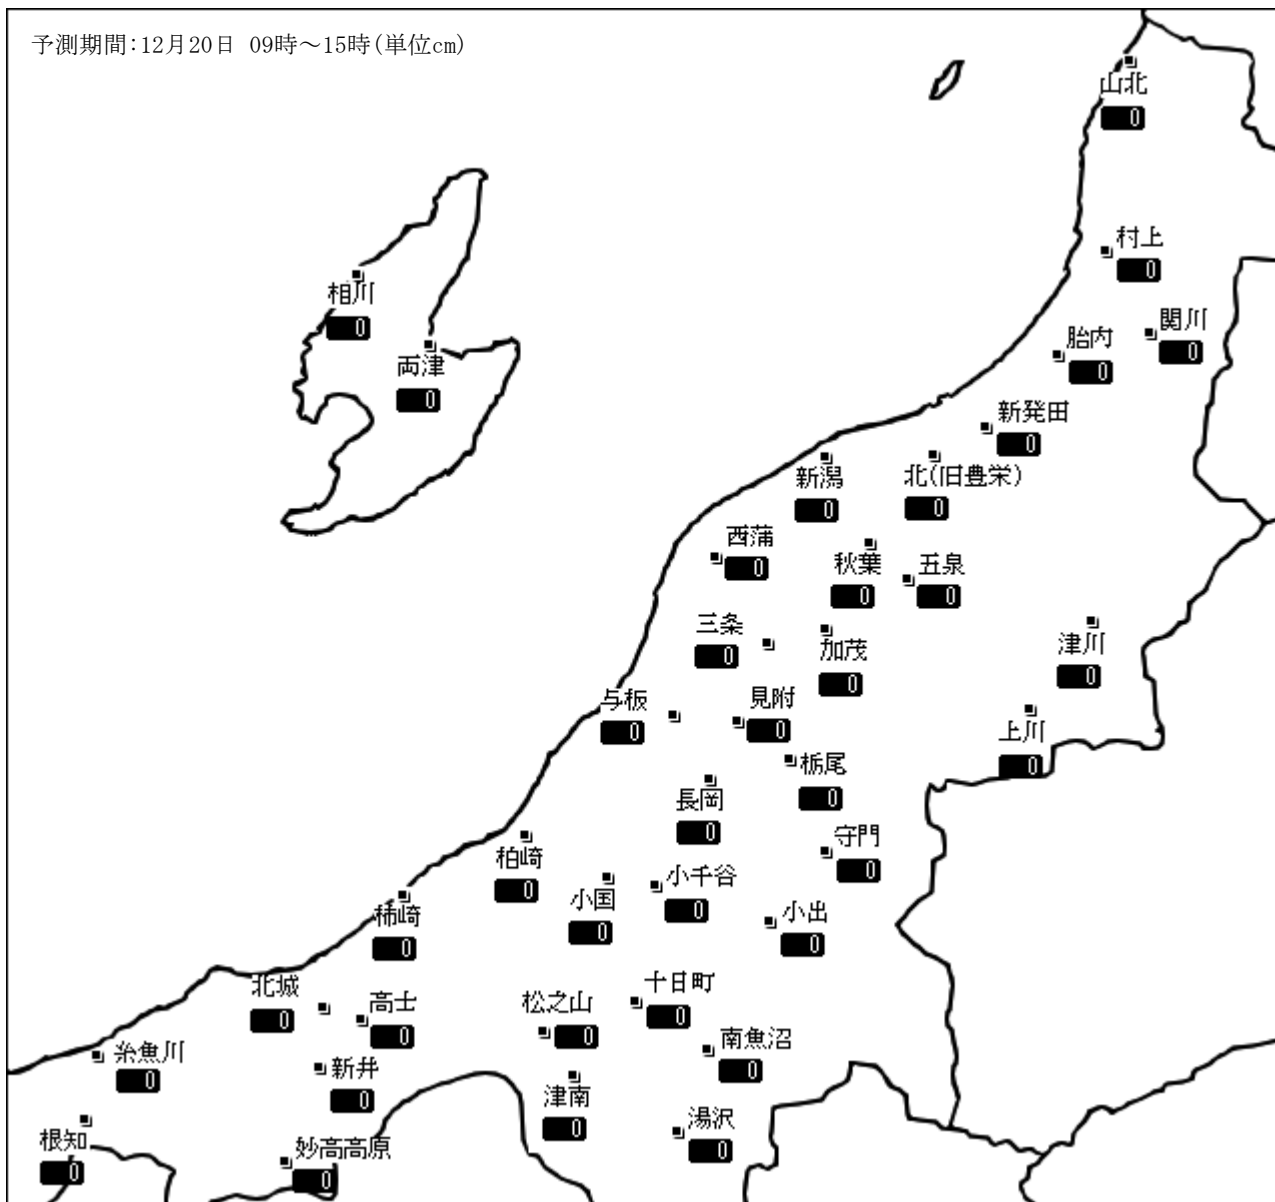 予測期間:12月20日 09時～15時(単位cm)
山北
0
村上
0
相川
0
関川
0
胎内
0
両津
0
新発田
0
新潟
0
北(旧豊栄)
0
西蒲
0
秋葉
0
五泉
0
三条
0
加茂
0
津川
0
与板
0
見附
0
上川
0
栃尾
0
長岡
0
守門
0
柏崎
0
小国
0
小千谷
0
小出
0
柿崎
0
北城
0
高士
0
松之山
0
十日町
0
南魚沼
0
糸魚川
0
新井
0
津南
0
湯沢
0
根知
0
妙高高原
0